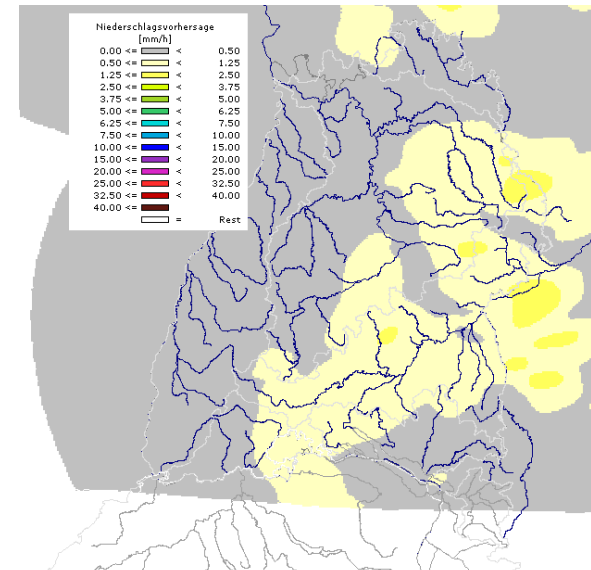 Niederschlagsvorhersage
[mm/h]
0.00 <= < 0.50
0.50 <= < 1.25
1.25 <= < 2.50
2.50 <= < 3.75
3.75 <= < 5.00
5.00 <= < 6.25
6.25 <= < 7.50
7.50 <= < 10.00
10.00 <= < 15.00
15.00 <= < 20.00
20.00 <= < 25.00
25.00 <= < 32.50
32.50 <= < 40.00
40.00 <=
= Rest